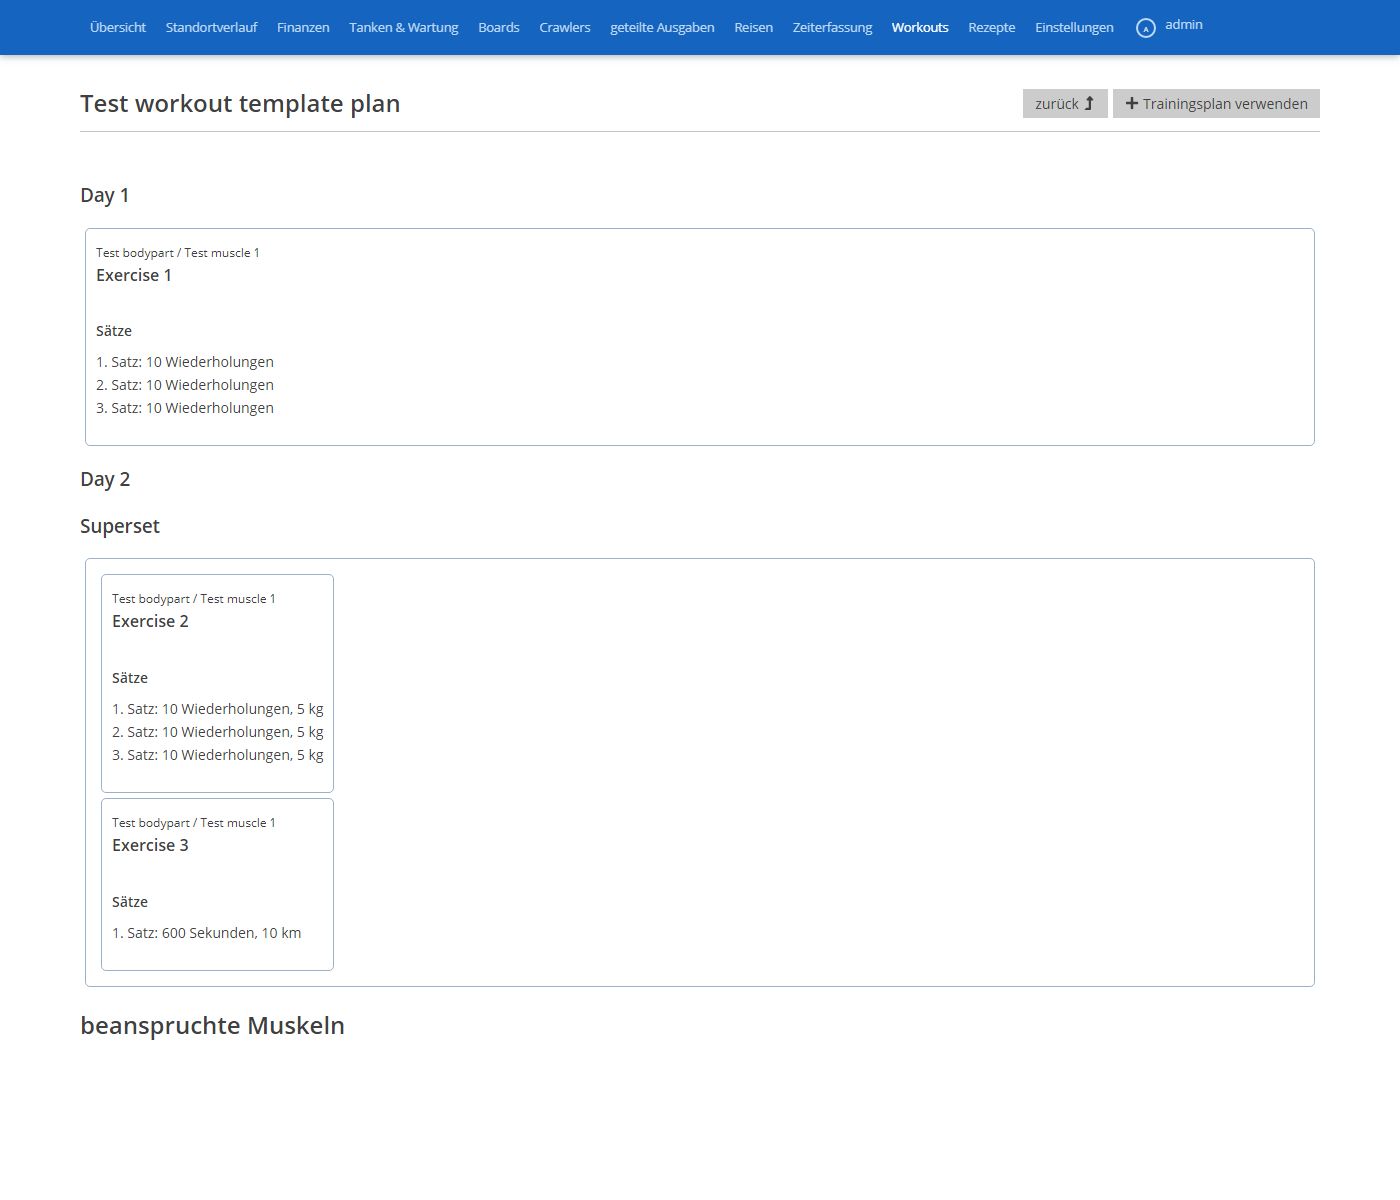 Übersicht Standortverlauf Finanzen Tanken & Wartung Boards Crawlers geteilte Ausgaben Reisen Zeiterfassung Workouts Rezepte Einstellungen A admin
Test workout template plan
zurück
Trainingsplan verwenden
Day 1
Test bodypart / Test muscle 1
Exercise 1
Sätze
1. Satz: 10 Wiederholungen
2. Satz: 10 Wiederholungen
3. Satz: 10 Wiederholungen
Day 2
Superset
Test bodypart / Test muscle 1
Exercise 2
Sätze
1. Satz: 10 Wiederholungen, 5 kg
2. Satz: 10 Wiederholungen, 5 kg
3. Satz: 10 Wiederholungen, 5 kg
Test bodypart / Test muscle 1
Exercise 3
Sätze
1. Satz: 600 Sekunden, 10 km
beanspruchte Muskeln